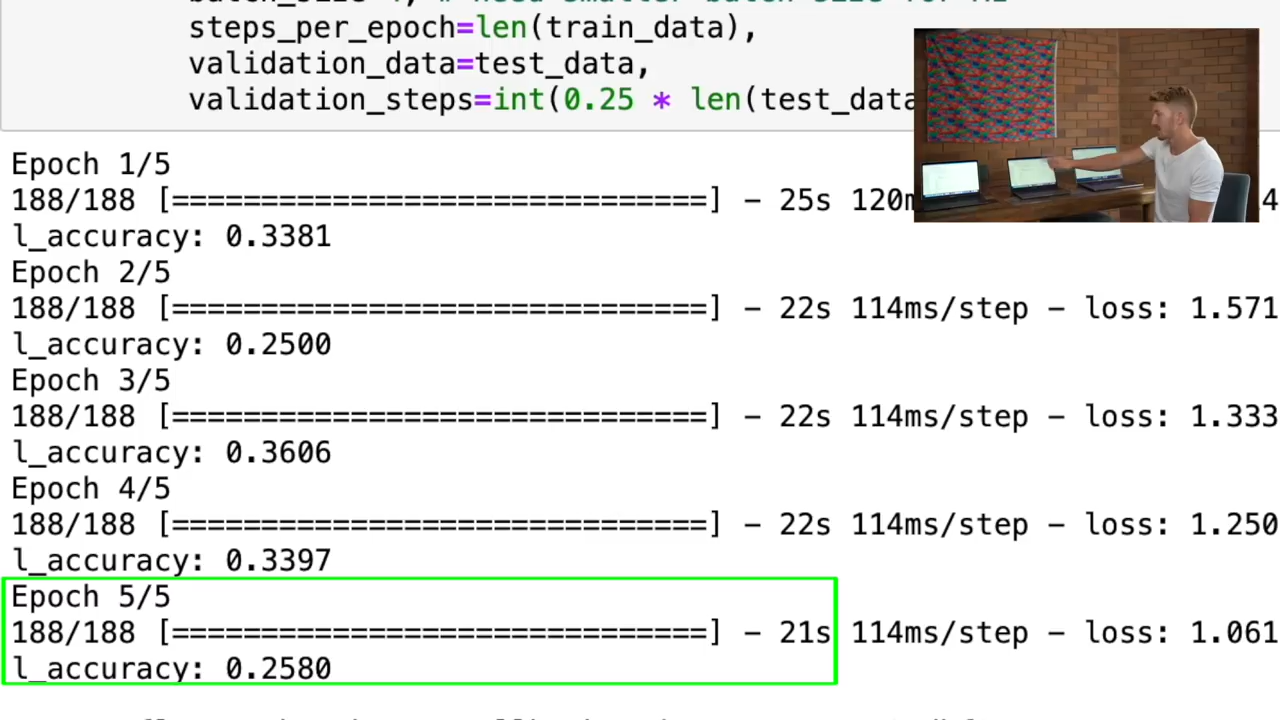 steps_per_epoch=len(train_data),
validation_data=test_data,
validation_steps=int(0.25 * len(test_data
Epoch 1/5
188/188 [==============================] - 25s 120m 4
l_accuracy: 0.3381
Epoch 2/5
188/188 [==============================] - 22s 114ms/step - loss: 1.571
l_accuracy: 0.2500
Epoch 3/5
188/188 [==============================] - 22s 114ms/step - loss: 1.333
l_accuracy: 0.3606
Epoch 4/5
188/188 [==============================] - 22s 114ms/step - loss: 1.250
l_accuracy: 0.3397
Epoch 5/5
188/188 [==============================] - 21s 114ms/step - loss: 1.061
l_accuracy: 0.2580